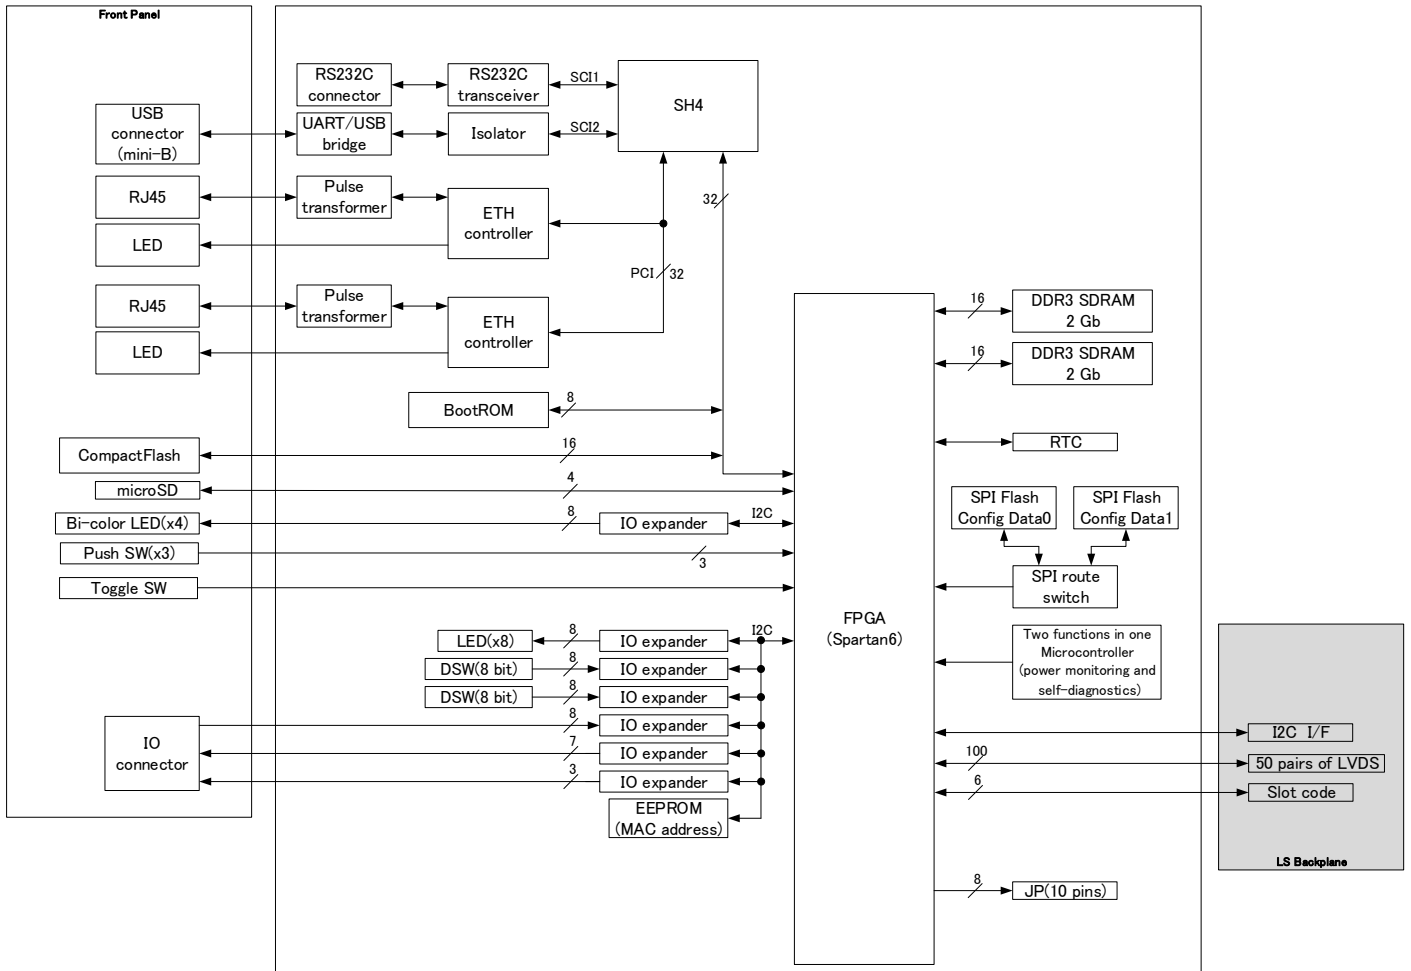 Front Panel
RS232C
connector
RS232C
transceiver
SCI1
SH4
USB
connector
(mini-B)
UART/USB
bridge
Isolator
SCI2
RJ45
Pulse
transformer
ETH
controller
32
LED
PCI
32
RJ45
Pulse
transformer
ETH
controller
LED
16
DDR3 SDRAM
2 Gb
16
DDR3 SDRAM
2 Gb
BootROM
8
CompactFlash
16
RTC
microSD
4
Bi-color LED(x4)
8
IO expander
I2C
SPI Flash
Config Data0
SPI Flash
Config Data1
Push SW(x3)
3
Toggle SW
SPI route
switch
FPGA
(Spartan6)
LED(x8)
8
IO expander
I2C
DSW(8 bit)
8
IO expander
DSW(8 bit)
8
IO expander
Two functions in one
Microcontroller
(power monitoring and
self-diagnostics)
IO
connector
8
IO expander
7
IO expander
3
IO expander
EEPROM
(MAC address)
I2C I/F
100
50 pairs of LVDS
6
Slot code
LS Backplane
8
JP(10 pins)